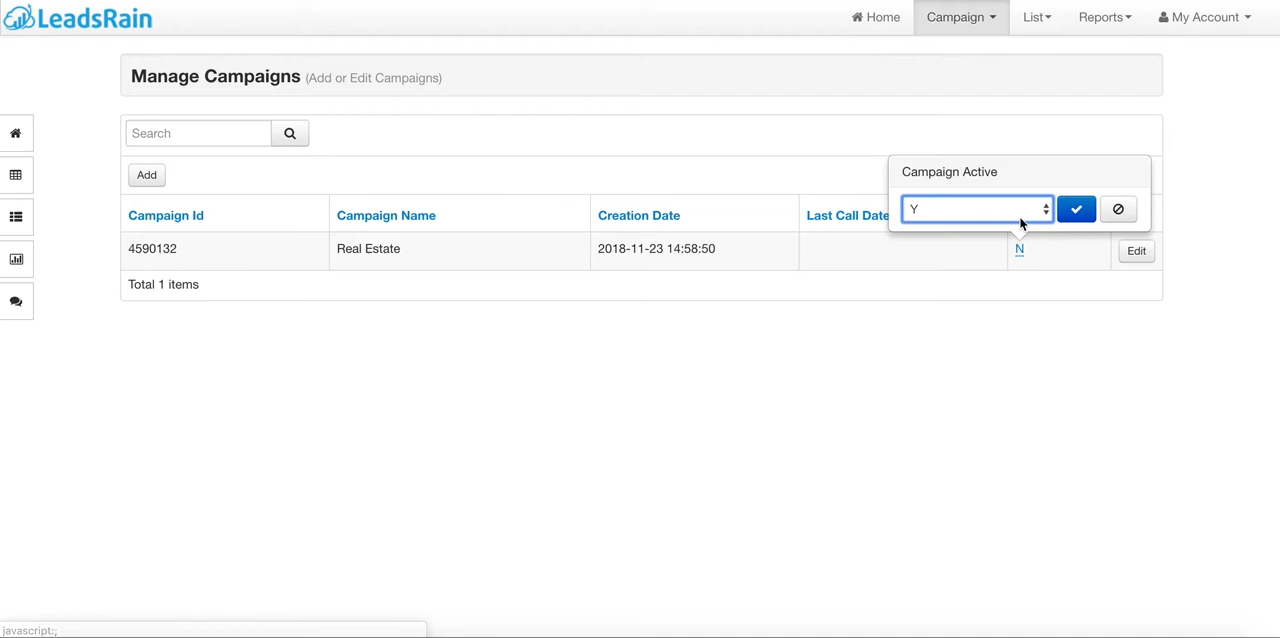 LeadsRain
Home Campaign List Reports My Account
Manage Campaigns (Add or Edit Campaigns)
Search
Add
Campaign Active
Y
Campaign Id Campaign Name Creation Date Last Call Date
4590132 Real Estate 2018-11-23 14:58:50 N Edit
Total 1 items
javascript:;